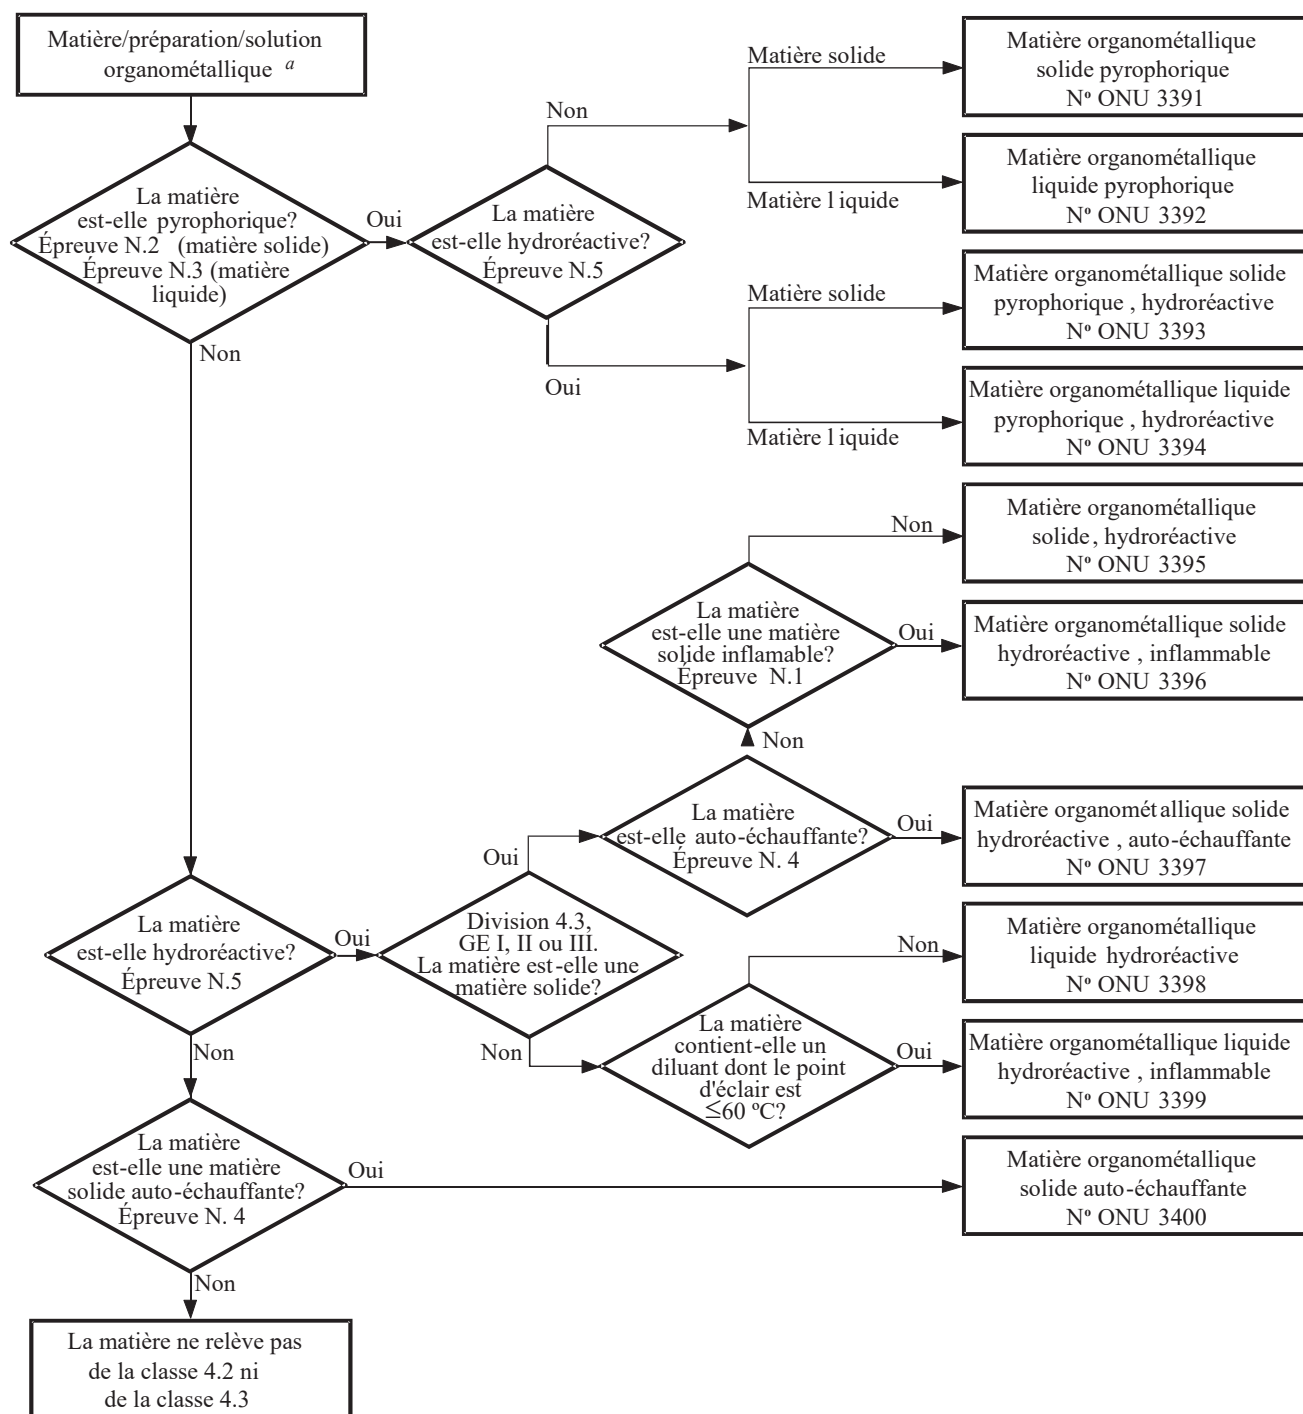 Matière/préparation/solution
organométallique a
La matière
est-elle pyrophorique?
Épreuve N.2 (matière solide)
Épreuve N.3 (matière
liquide)
Oui
Non
La matière
est-elle hydroréactive?
Épreuve N.5
Non
Oui
Matière solide
Matière l iquide
Matière organométallique
solide pyrophorique
Nº ONU 3391
Matière organométallique
liquide pyrophorique
Nº ONU 3392
Matière solide
Matière l iquide
Matière organométallique solide
pyrophorique , hydroréactive
Nº ONU 3393
Matière organométallique liquide
pyrophorique , hydroréactive
Nº ONU 3394
Non
Matière organométallique
solide, hydroréactive
Nº ONU 3395
La matière
est-elle une matière
solide inflamable?
Épreuve N.1
Oui
Matière organométallique solide
hydroréactive , inflammable
Nº ONU 3396
Non
La matière
est-elle auto-échauffante?
Épreuve N. 4
Oui
Matière organomét allique solide
hydroréactive , auto-échauffante
Nº ONU 3397
Oui
La matière
est-elle hydroréactive?
Épreuve N.5
Oui
Division 4.3,
GE I, II ou III.
La matière est-elle une
matière solide?
Non
Matière organométallique
liquide hydroréactive
Nº ONU 3398
Non
Non
La matière
contient-elle un
diluant dont le point
d'éclair est
≤60 ºC?
Oui
Matière organométallique liquide
hydroréactive , inflammable
Nº ONU 3399
La matière
est-elle une matière
solide auto-échauffante?
Épreuve N. 4
Oui
Matière organométallique
solide auto-échauffante
Nº ONU 3400
Non
La matière ne relève pas
de la classe 4.2 ni
de la classe 4.3